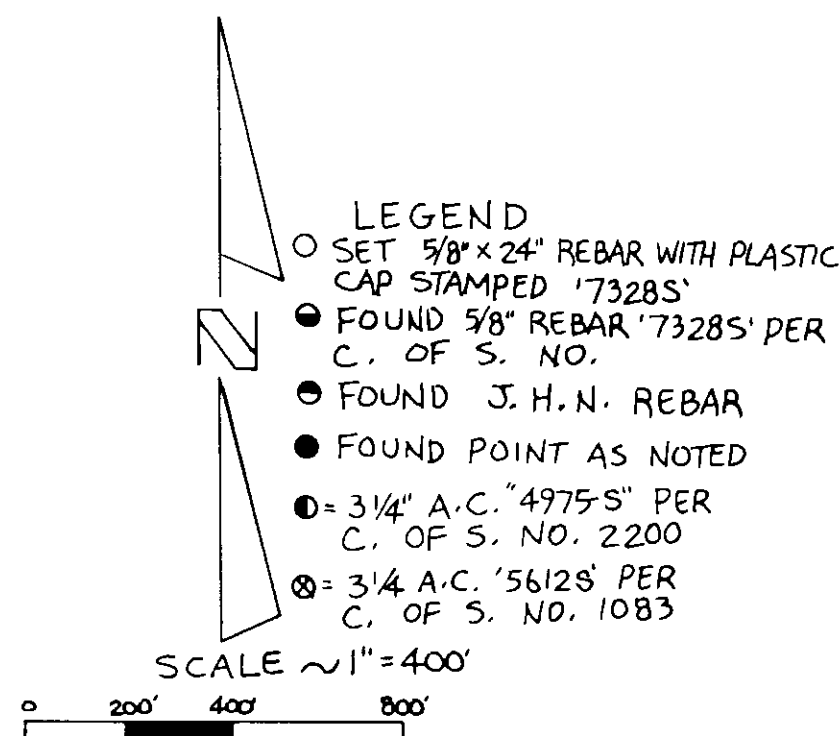 LEGEND
○ SET 5/8" x 24" REBAR WITH PLASTIC
CAP STAMPED '7328S'
FOUND 5/8" REBAR '7328S' PER
C. OF S. NO.
FOUND J.H.N. REBAR
● FOUND POINT AS NOTED
= 3 1/4" A.C. "4975-S" PER
C. OF S. NO. 2200
= 3 1/4 A.C. '5612S' PER
C. OF S. NO. 1083
N
SCALE ~ 1" = 400'
0 200' 400' 800'